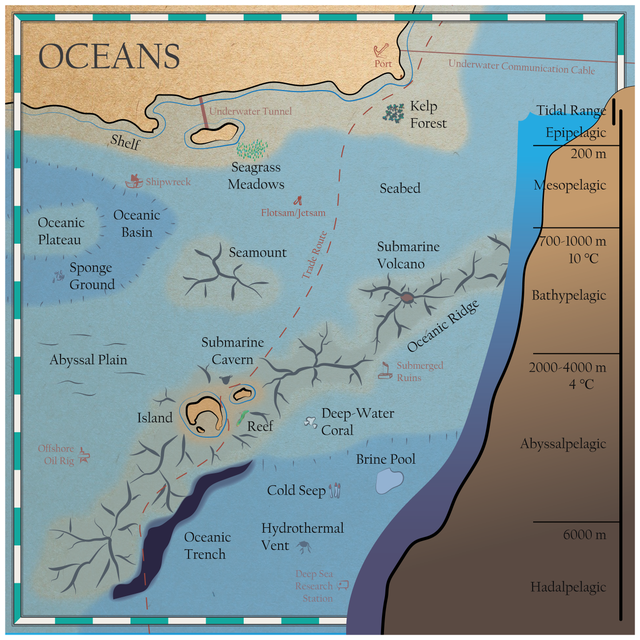 OCEANS
Port
Underwater Communication Cable
Underwater Tunnel
Kelp
Forest
Shelf
Seagrass
Meadows
Shipwreck
Seabed
Flotsam/Jetsam
Oceanic
Plateau
Oceanic
Basin
Sponge
Ground
Seamount
Trade Route
Submarine
Volcano
Oceanic Ridge
Abyssal Plain
Submarine
Cavern
Submerged
Ruins
Island
Reef
Deep-Water
Coral
Offshore
Oil Rig
Brine Pool
Cold Seep
Oceanic
Trench
Hydrothermal
Vent
Deep Sea
Research
Station
Tidal Range
Epipelagic
200 m
Mesopelagic
700-1000 m
10 °C
Bathypelagic
2000-4000 m
4 °C
Abyssalpelagic
6000 m
Hadalpelagic